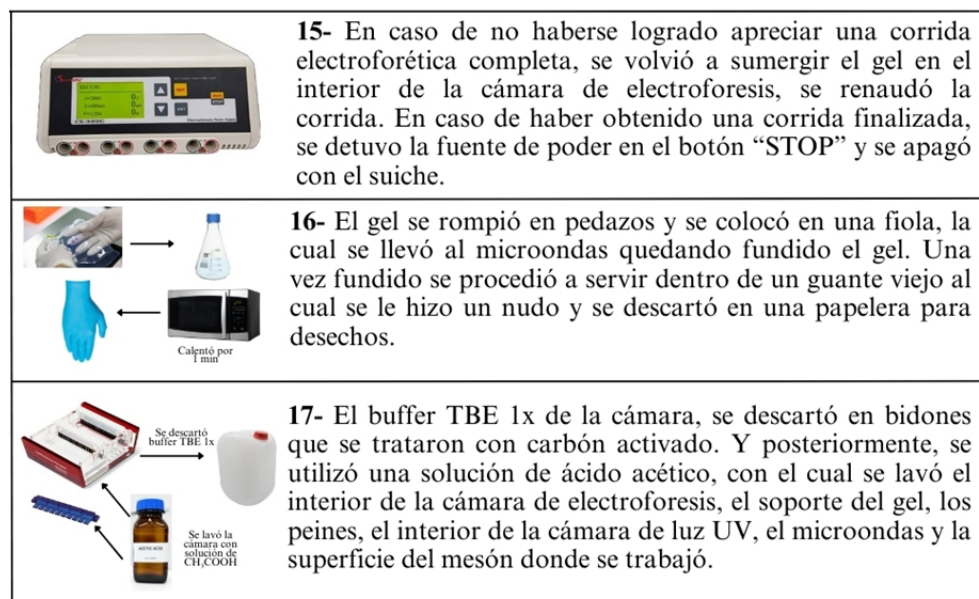 15- En caso de no haberse logrado apreciar una corrida
electroforética completa, se volvió a sumergir el gel en el
interior de la cámara de electroforesis, se renaudó la
corrida. En caso de haber obtenido una corrida finalizada,
se detuvo la fuente de poder en el botón “STOP” y se apagó
con el suiche.
16- El gel se rompió en pedazos y se colocó en una fiola, la
cual se llevó al microondas quedando fundido el gel. Una
vez fundido se procedió a servir dentro de un guante viejo al
cual se le hizo un nudo y se descartó en una papelera para
desechos.
Calentó por
1 min
17- El buffer TBE 1x de la cámara, se descartó en bidones
que se trataron con carbón activado. Y posteriormente, se
utilizó una solución de ácido acético, con el cual se lavó el
interior de la cámara de electroforesis, el soporte del gel, los
peines, el interior de la cámara de luz UV, el microondas y la
superficie del mesón donde se trabajó.
Se descartó
buffer TBE 1x
ACETIC ACID
Se lavó la
cámara con
solución de
CH₃COOH